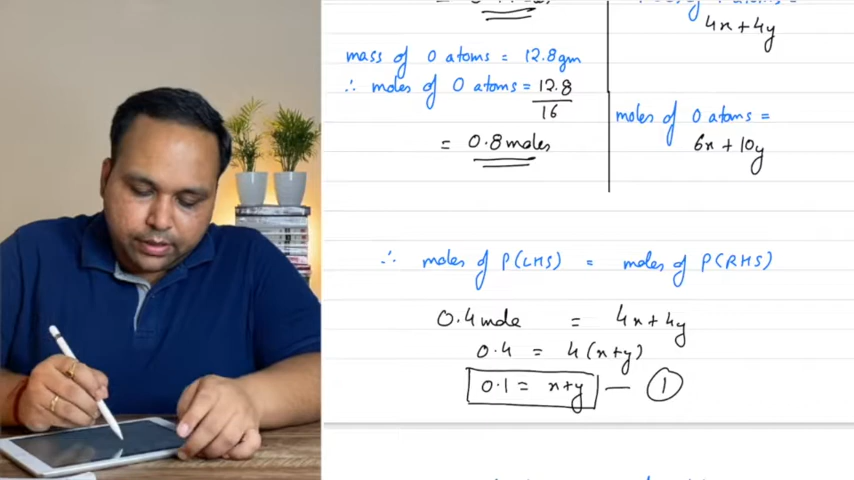 4x+4y
mass of O atoms = 12.8gm
∴ moles of O atoms = 12.8
16
= 0.8 moles
moles of O atoms =
6x + 10y
∴ moles of P(LHS) = moles of P(RHS)
0.4 mole = 4x+4y
0.4 = 4(x+y)
0.1 = x+y — 1